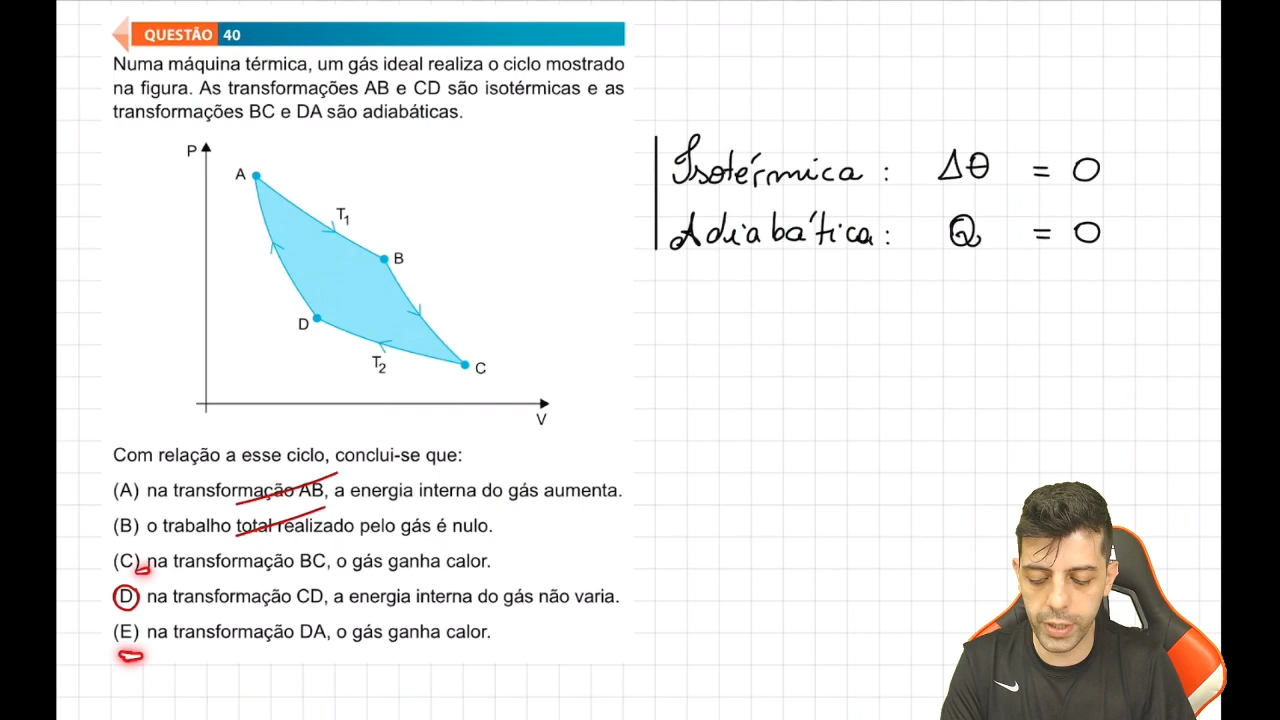 QUESTÃO 40
Numa máquina térmica, um gás ideal realiza o ciclo mostrado
na figura. As transformações AB e CD são isotérmicas e as
transformações BC e DA são adiabáticas.
P
A
T1
B
D
T2
C
V
Isotérmica : Δθ = 0
Adiabática : Q = 0
Com relação a esse ciclo, conclui-se que:
(A) na transformação AB, a energia interna do gás aumenta.
(B) o trabalho total realizado pelo gás é nulo.
(C) na transformação BC, o gás ganha calor.
(D) na transformação CD, a energia interna do gás não varia.
(E) na transformação DA, o gás ganha calor.